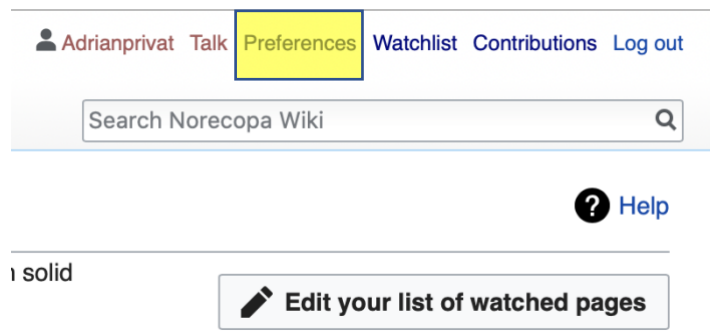 Adrianprivat Talk Preferences Watchlist Contributions Log out
Search Norecopa Wiki
? Help
solid
Edit your list of watched pages